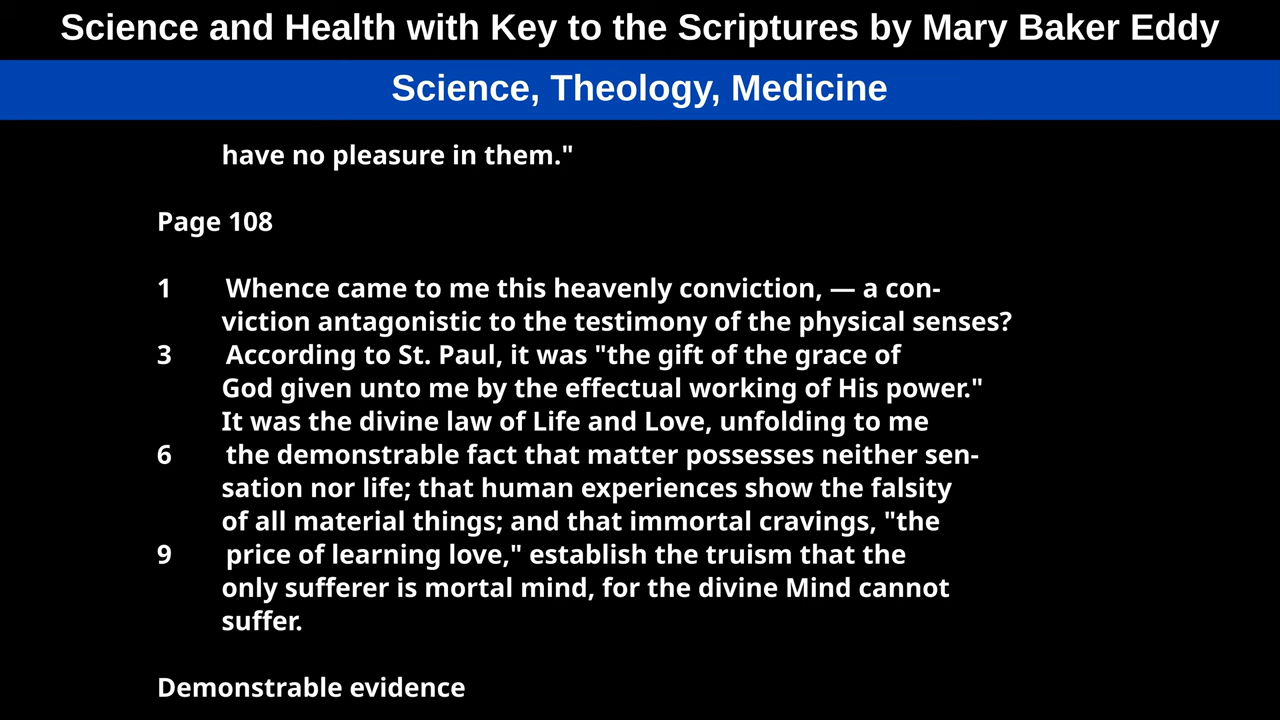 Science and Health with Key to the Scriptures by Mary Baker Eddy
Science, Theology, Medicine
have no pleasure in them."
Page 108
1 Whence came to me this heavenly conviction, — a con-
viction antagonistic to the testimony of the physical senses?
3 According to St. Paul, it was "the gift of the grace of
God given unto me by the effectual working of His power."
It was the divine law of Life and Love, unfolding to me
6 the demonstrable fact that matter possesses neither sen-
sation nor life; that human experiences show the falsity
of all material things; and that immortal cravings, "the
9 price of learning love," establish the truism that the
only sufferer is mortal mind, for the divine Mind cannot
suffer.
Demonstrable evidence